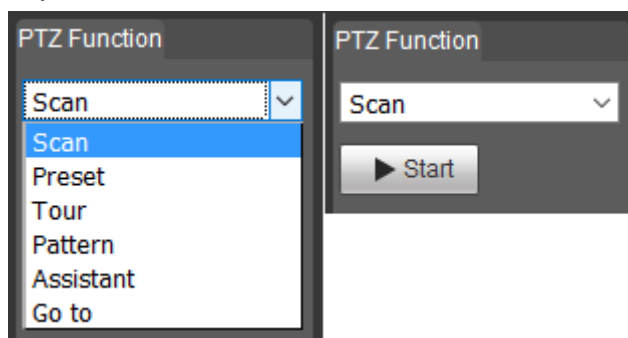 PTZ Function
Scan
Scan
Preset
Tour
Pattern
Assistant
Go to
PTZ Function
Scan
Start